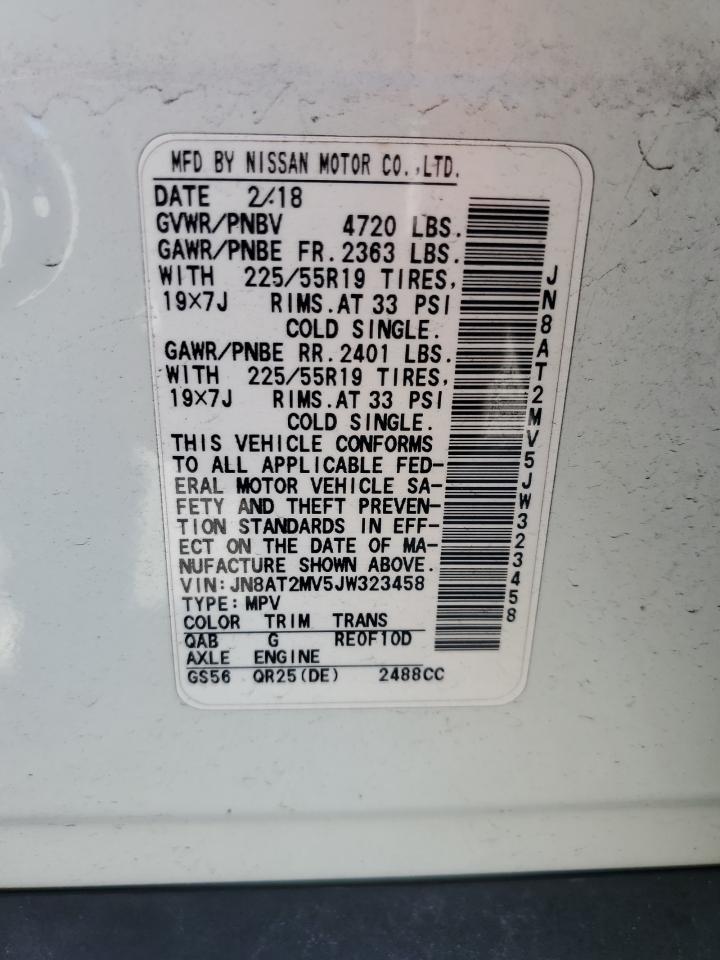 MFD BY NISSAN MOTOR CO.,LTD.
DATE 2/18
GVWR/PNBV 4720 LBS.
GAWR/PNBE FR. 2363 LBS.
WITH 225/55R19 TIRES,
19×7J RIMS. AT 33 PSI
COLD SINGLE.
GAWR/PNBE RR. 2401 LBS.
WITH 225/55R19 TIRES,
19×7J RIMS. AT 33 PSI
COLD SINGLE.
THIS VEHICLE CONFORMS
TO ALL APPLICABLE FED-
ERAL MOTOR VEHICLE SA-
FETY AND THEFT PREVEN-
TION STANDARDS IN EFF-
ECT ON THE DATE OF MA-
NUFACTURE SHOWN ABOVE.
VIN: JN8AT2MV5JW323458
TYPE: MPV
COLOR TRIM TRANS
QAB G RE0F10D
AXLE ENGINE
GS56 QR25(DE) 2488CC
JN8AT2MV5JW323458